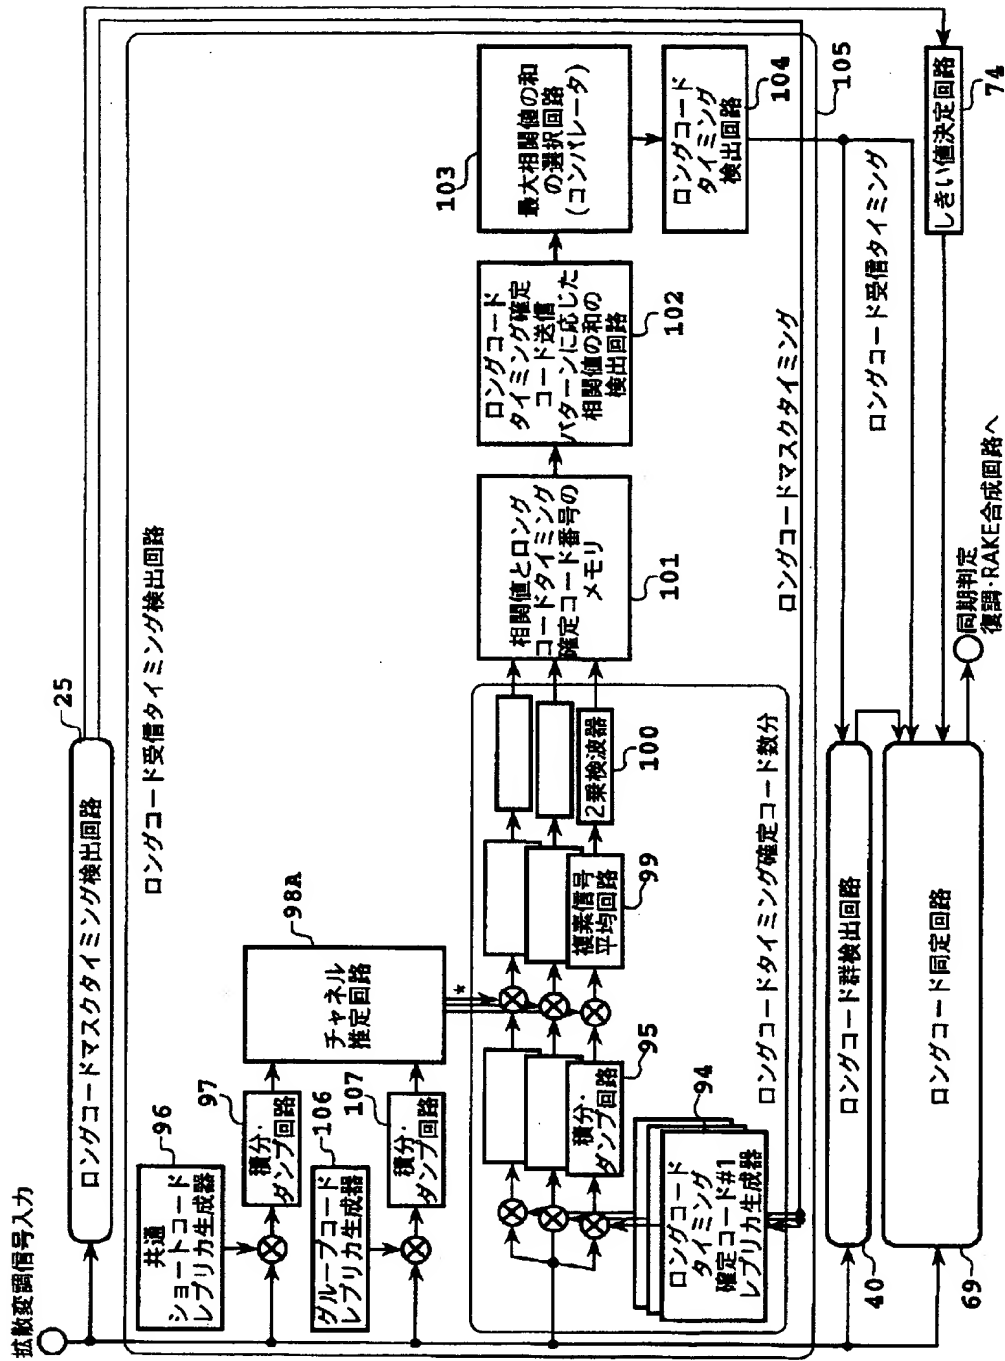 拡散変調信号入力
ロングコードマスクタイミング検出回路
25
ロングコード受信タイミング検出回路
共通
ショートコード
レプリカ生成器
96
積分・
ダンプ回路
97
グループコード
レプリカ生成器
106
積分・
ダンプ回路
107
チャネル
推定回路
98A
*
ロングコード
タイミング
確定コード#1
レプリカ生成器
94
積分・
ダンプ回路
95
複素信号
平均回路
99
2乗検波器
100
ロングコードタイミング確定コード数分
相関値とロング
コードタイミング
確定コード番号の
メモリ
101
ロングコード
タイミング確定
コード送信
パターンに応じた
相関値の和の
検出回路
102
最大相関値の和
の選択回路
(コンパレータ)
103
ロングコード
タイミング
検出回路
104
105
ロングコードマスクタイミング
ロングコード受信タイミング
しきい値決定回路
74
ロングコード群検出回路
40
ロングコード同定回路
69
同期判定
復調・RAKE合成回路へ